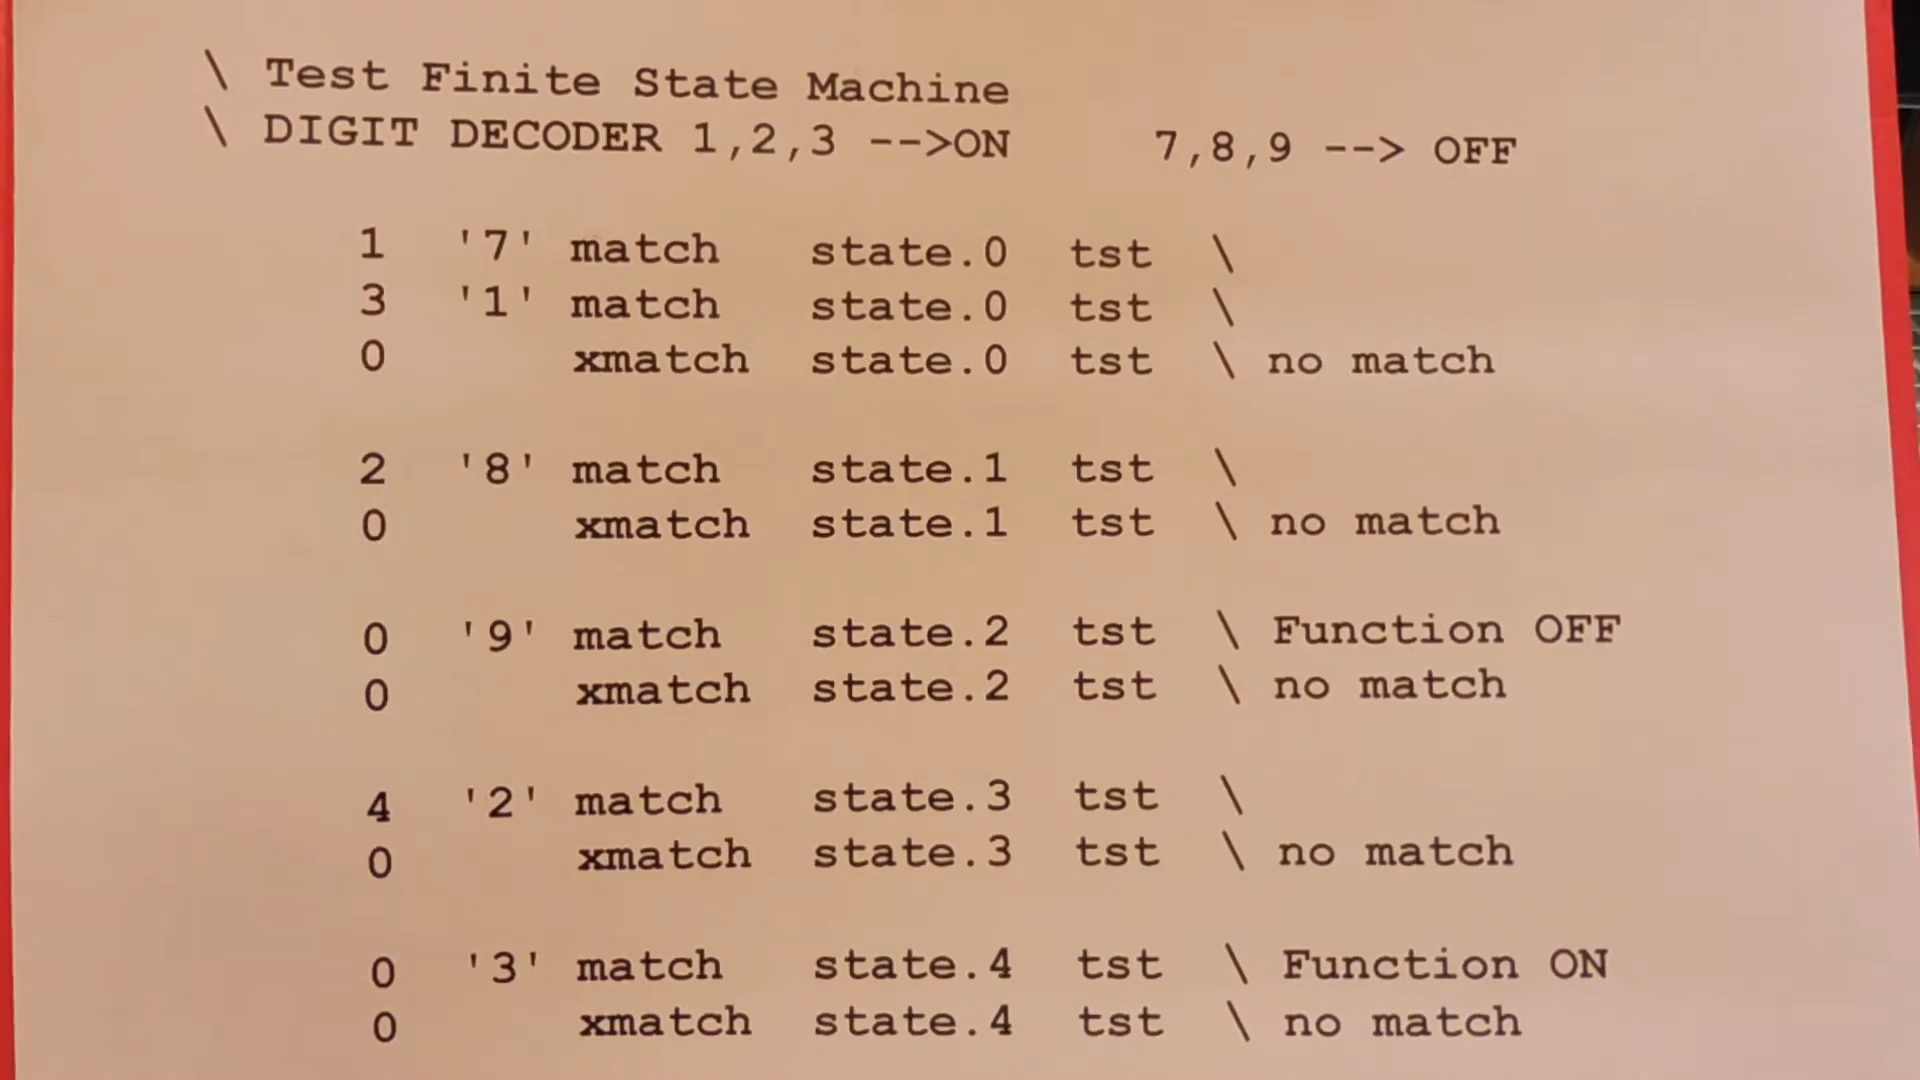 \ Test Finite State Machine
\ DIGIT DECODER 1,2,3 -->ON 7,8,9 --> OFF
1 '7' match state.0 tst \
3 '1' match state.0 tst \
0 xmatch state.0 tst \ no match
2 '8' match state.1 tst \
0 xmatch state.1 tst \ no match
0 '9' match state.2 tst \ Function OFF
0 xmatch state.2 tst \ no match
4 '2' match state.3 tst \
0 xmatch state.3 tst \ no match
0 '3' match state.4 tst \ Function ON
0 xmatch state.4 tst \ no match